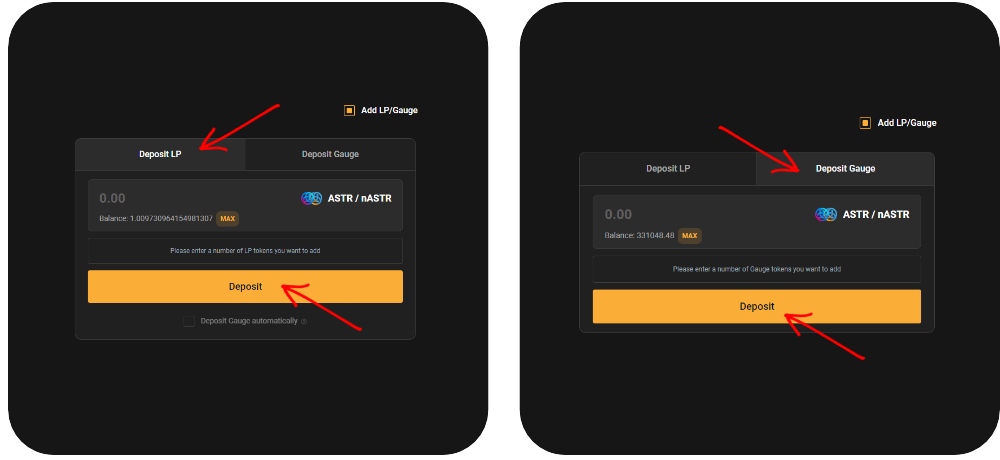 Add LP/Gauge
Deposit LP
Deposit Gauge
0.00
ASTR / nASTR
Balance: 1.009730964154981307 MAX
Please enter a number of LP tokens you want to add
Deposit
Deposit Gauge automatically
Add LP/Gauge
Deposit LP
Deposit Gauge
0.00
ASTR / nASTR
Balance: 331048.48 MAX
Please enter a number of Gauge tokens you want to add
Deposit